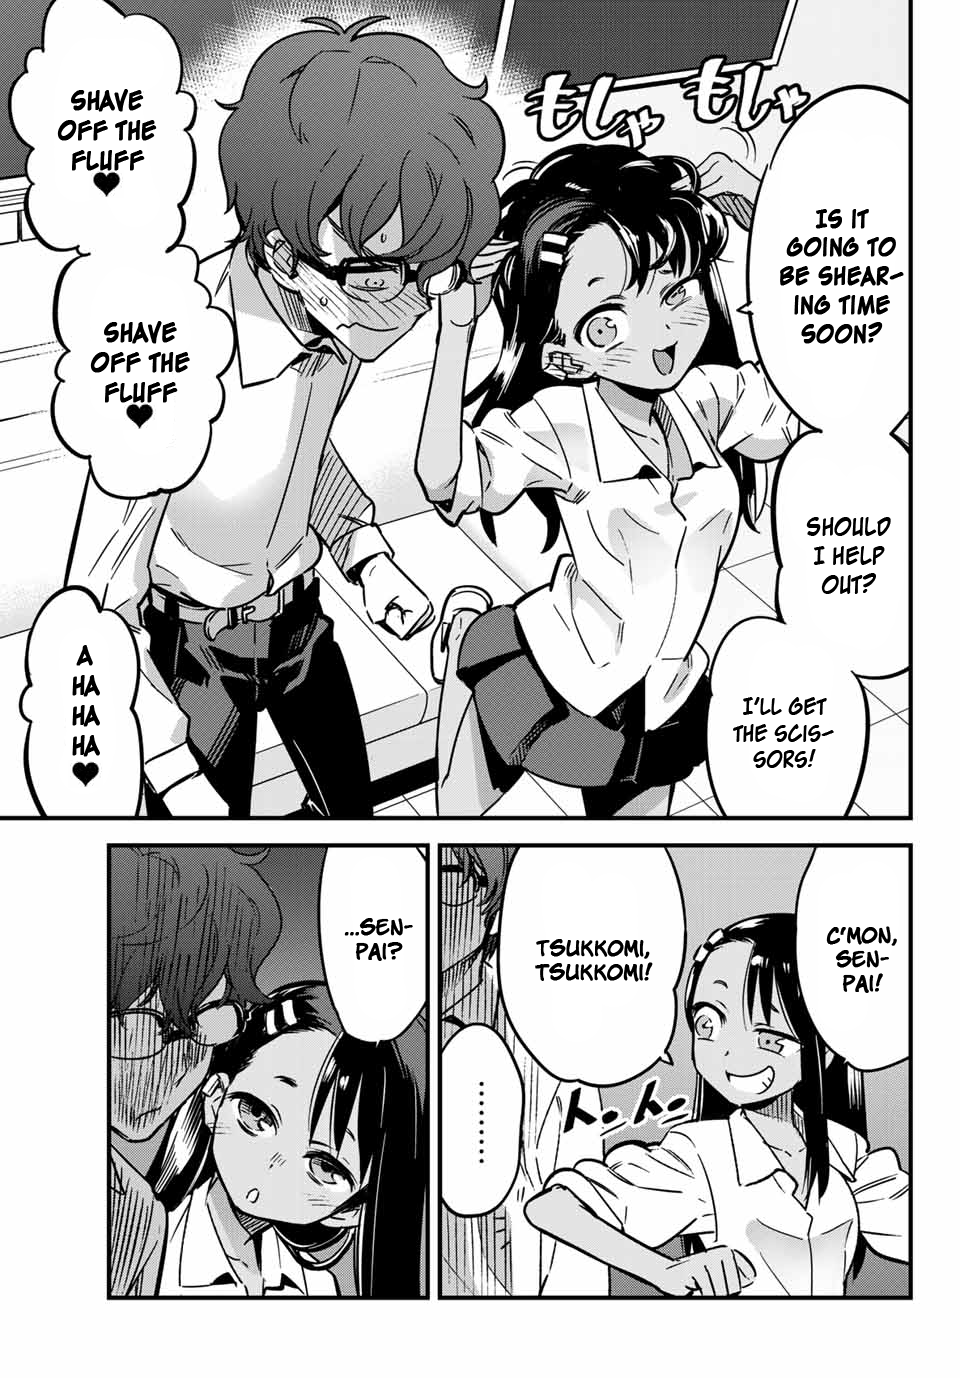 もしゃ もしゃ
IS IT
GOING TO
BE SHEAR-
ING TIME
SOON?
SHOULD
I HELP
OUT?
I'LL GET
THE SCIS-
SORS!
SHAVE
OFF THE
FLUFF
♥
SHAVE
OFF THE
FLUFF
♥
A
HA
HA
HA
♥
C'MON,
SEN-
PAI!
TSUKKOMI,
TSUKKOMI!
トントン
........
...SEN-
PAI?